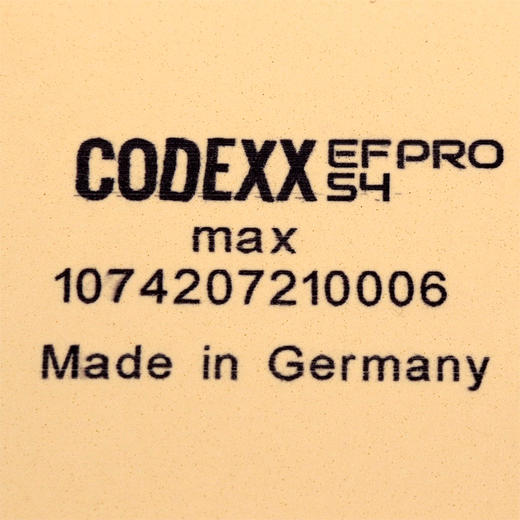 CODEXX EF PRO
54
max
1074207210006
Made in Germany